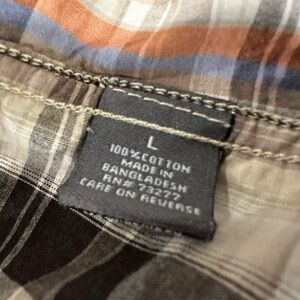 L
100% COTTON
MADE IN
BANGLADESH
RN# 73277
CARE ON REVERSE